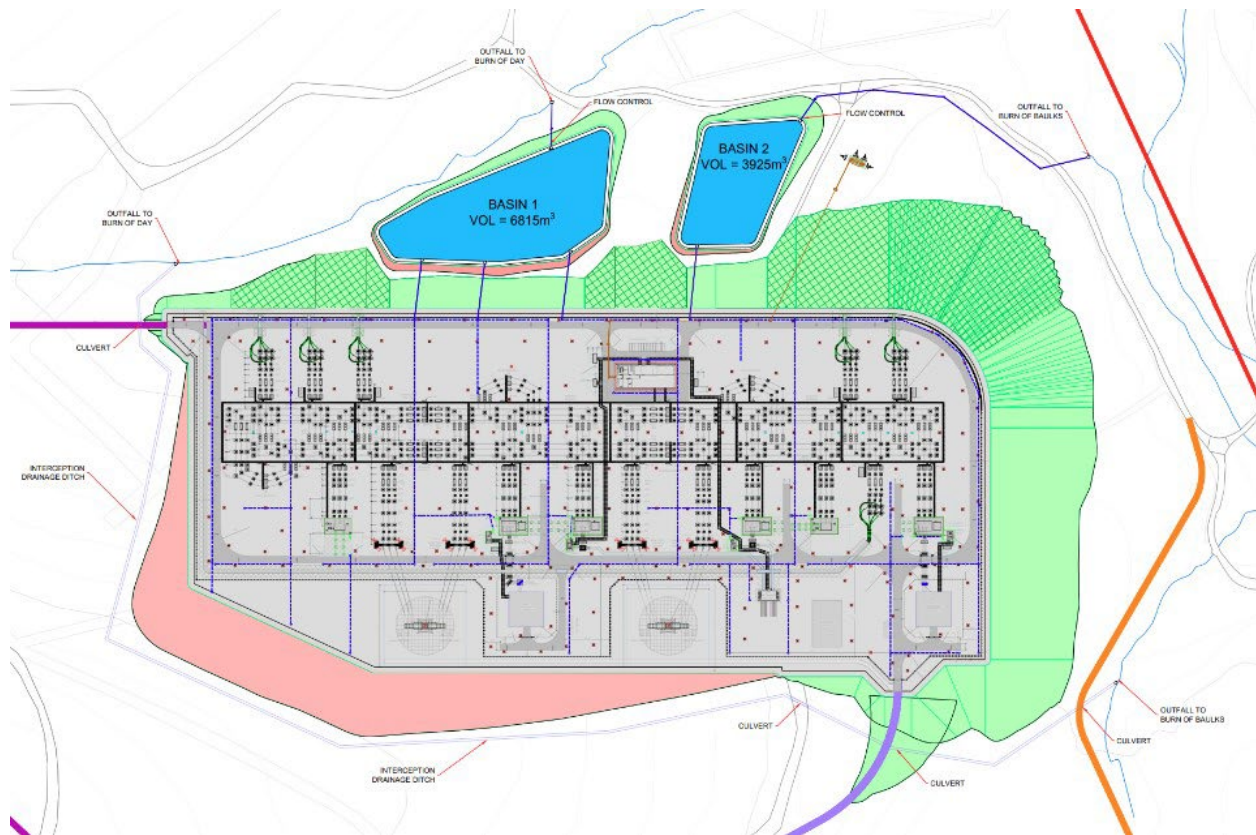 OUTFALL TO
BURN OF DAY
FLOW CONTROL
FLOW CONTROL
OUTFALL TO
BURN OF BAULKS
BASIN 1
VOL = 6815m³
BASIN 2
VOL = 3925m³
OUTFALL TO
BURN OF DAY
CULVERT
INTERCEPTION
DRAINAGE DITCH
OUTFALL TO
BURN OF BAULKS
CULVERT
CULVERT
CULVERT
INTERCEPTION
DRAINAGE DITCH